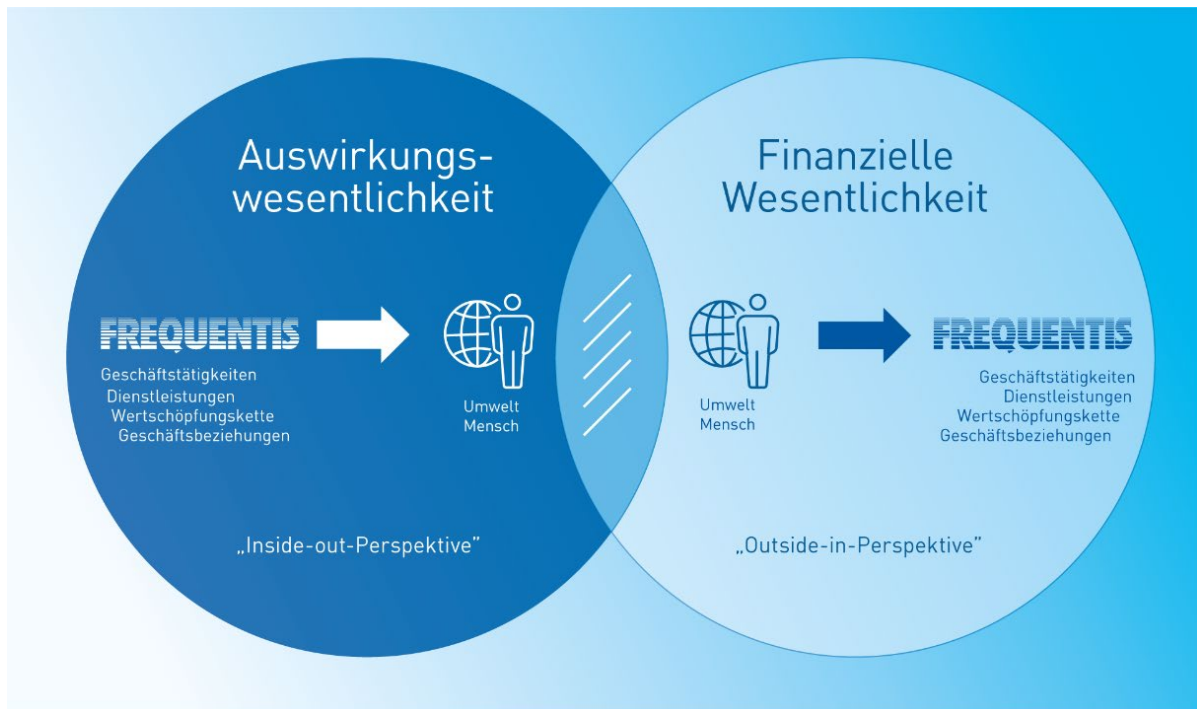 Auswirkungs-
wesentlichkeit
FREQUENTIS
Geschäftstätigkeiten
Dienstleistungen
Wertschöpfungskette
Geschäftsbeziehungen
Umwelt
Mensch
„Inside-out-Perspektive”
Finanzielle
Wesentlichkeit
Umwelt
Mensch
FREQUENTIS
Geschäftstätigkeiten
Dienstleistungen
Wertschöpfungskette
Geschäftsbeziehungen
„Outside-in-Perspektive”